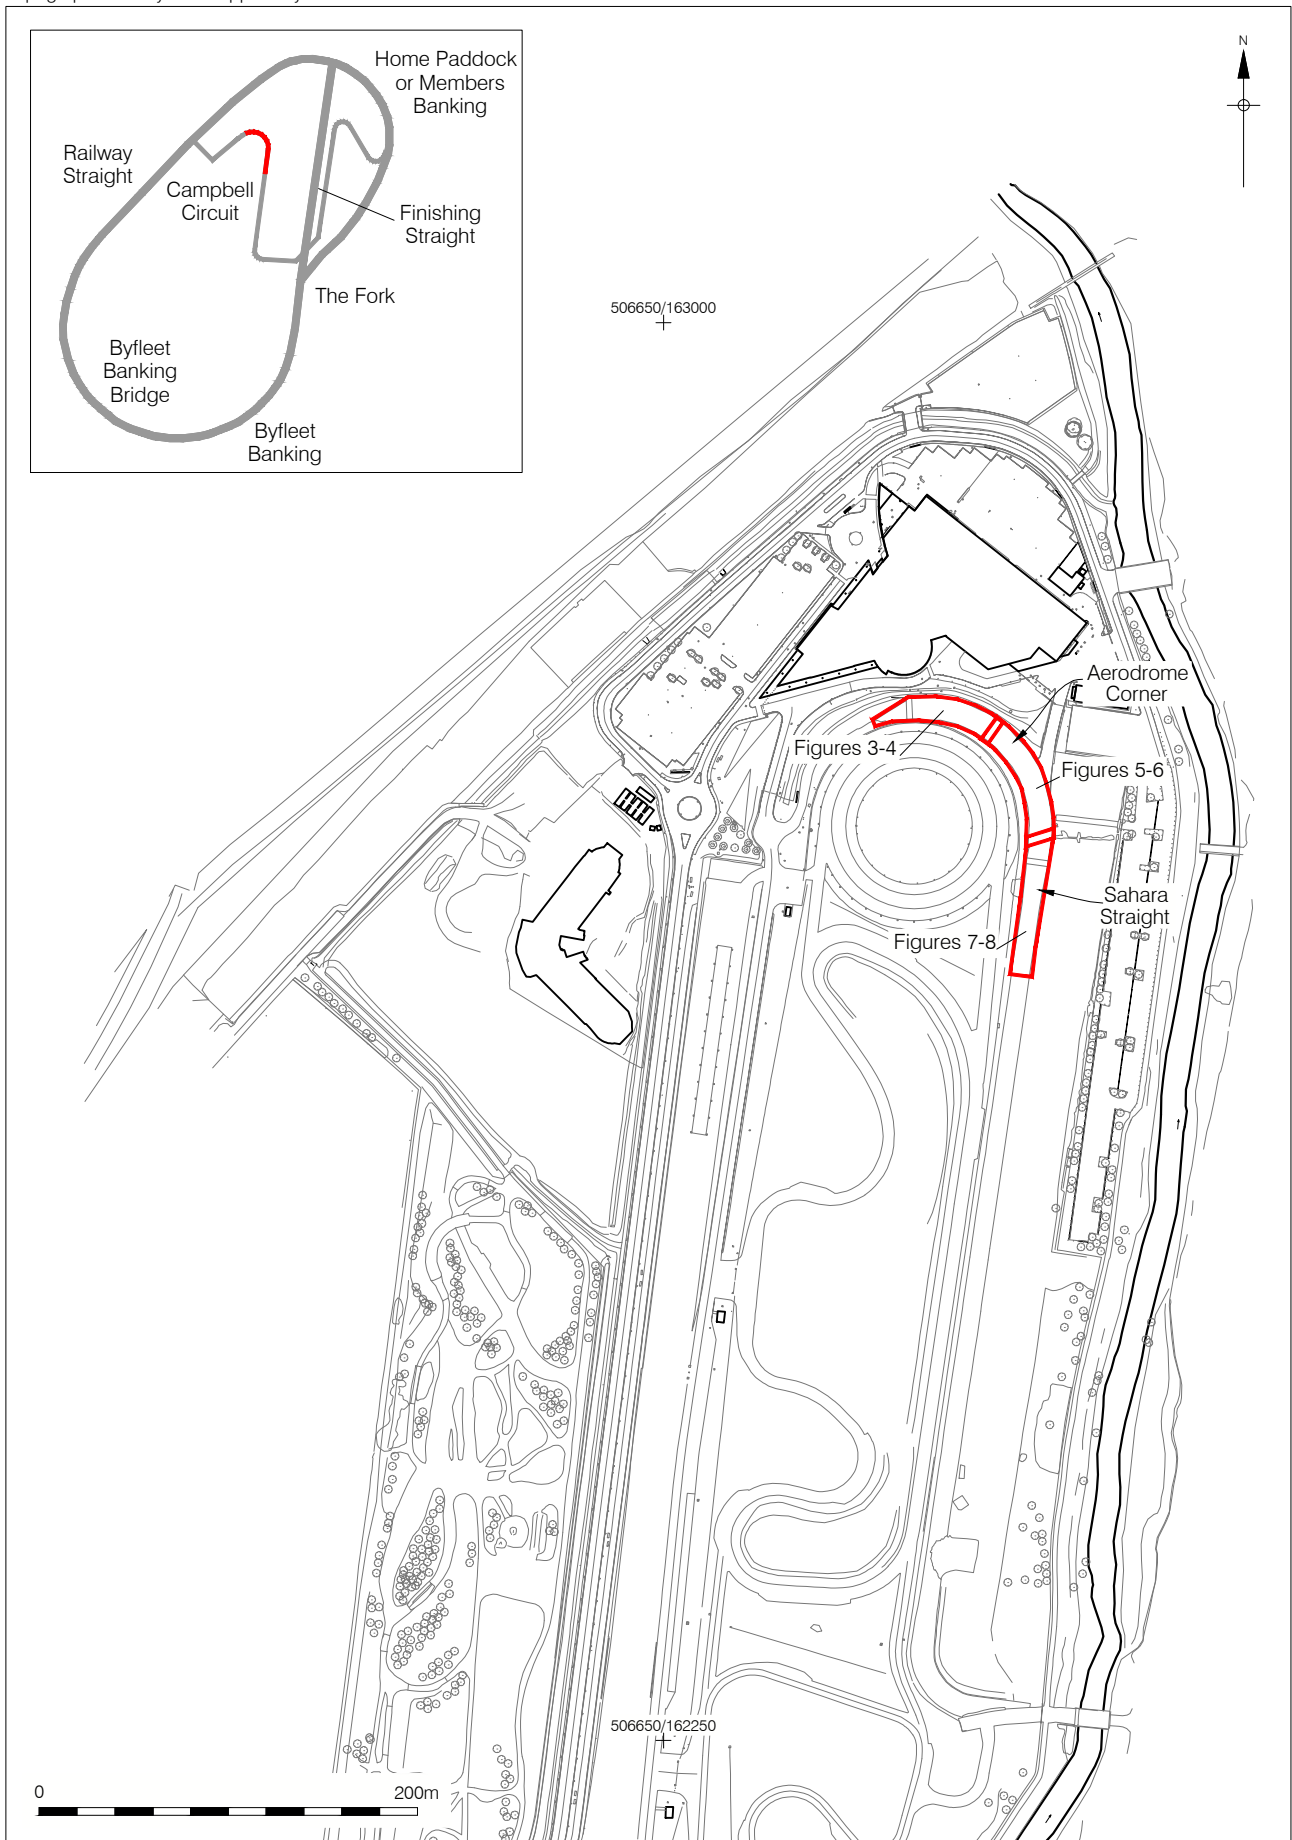 Home Paddock
or Members
Banking
Railway
Straight
Campbell
Circuit
Finishing
Straight
The Fork
Byfleet
Banking
Bridge
Byfleet
Banking
N
506650/163000
Aerodrome
Corner
Figures 3-4
Figures 5-6
Sahara
Straight
Figures 7-8
506650/162250
0
200m